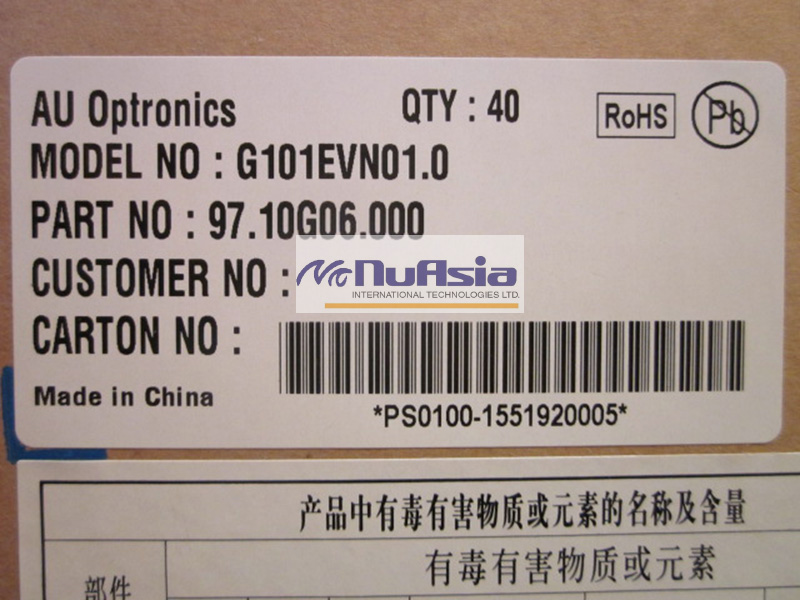 AU Optronics QTY : 40 RoHS Pb
MODEL NO : G101EVN01.0
PART NO : 97.10G06.000
CUSTOMER NO :
NuAsia
INTERNATIONAL TECHNOLOGIES LTD.
CARTON NO :
Made in China
*PS0100-1551920005*
产品中有毒有害物质或元素的名称及含量
部件 有毒有害物质或元素